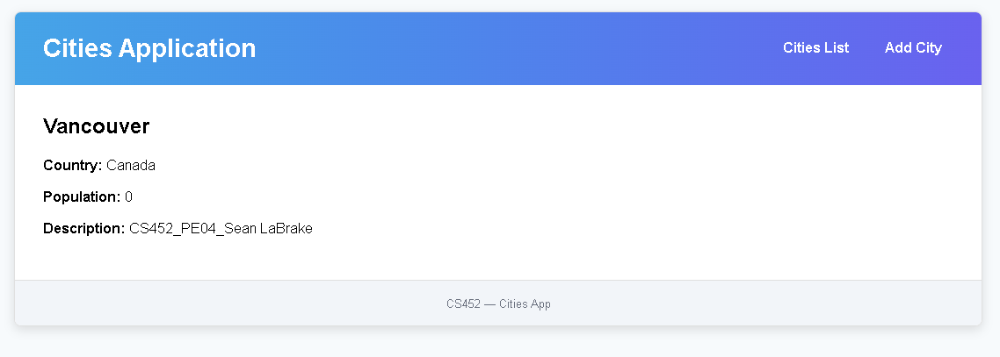 Cities Application
Cities List
Add City
Vancouver
Country: Canada
Population: 0
Description: CS452_PE04_Sean LaBrake
CS452 — Cities App